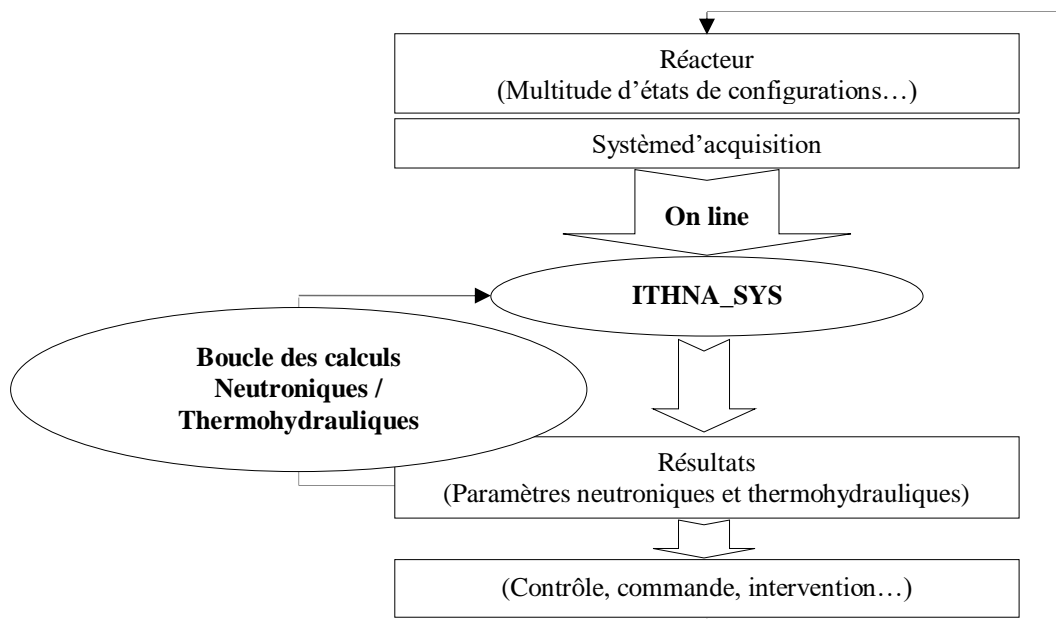 Réacteur
(Multitude d’états de configurations…)
Systèmed’acquisition
On line
ITHNA_SYS
Boucle des calculs
Neutroniques /
Thermohydrauliques
Résultats
(Paramètres neutroniques et thermohydrauliques)
(Contrôle, commande, intervention…)